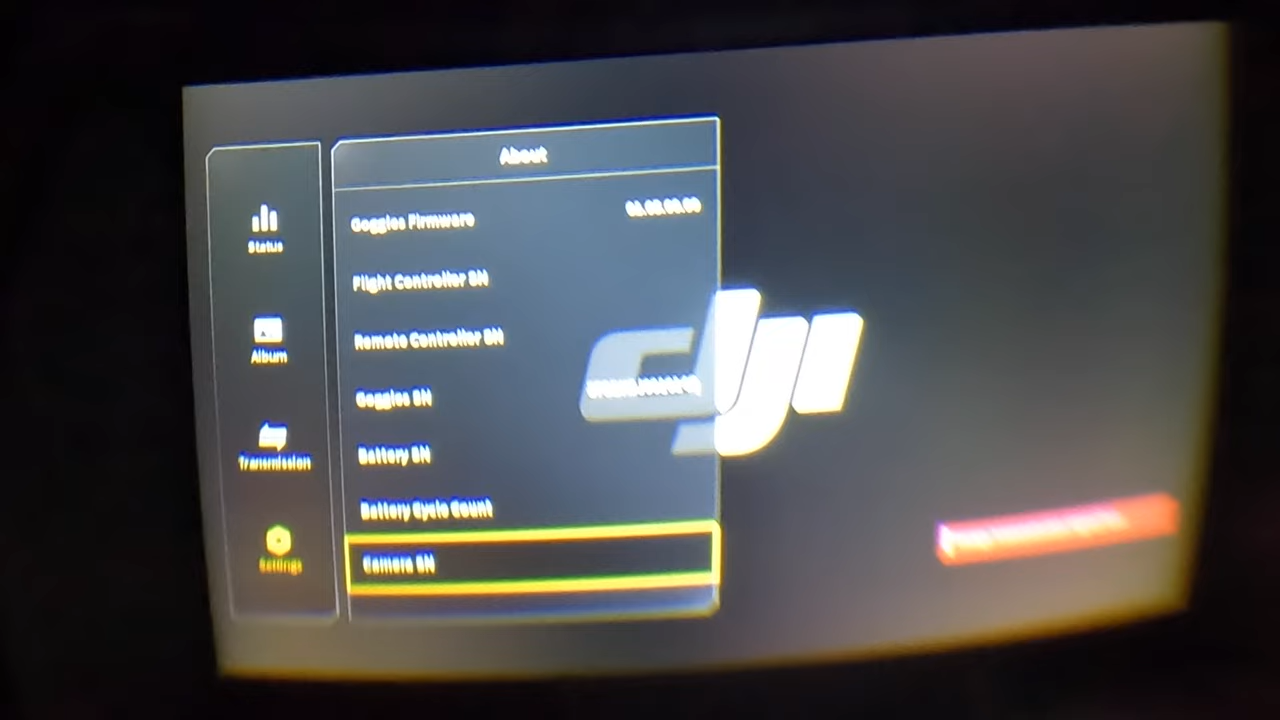 About
Goggles Firmware
Flight Controller SN
Remote Controller SN
Goggles SN
Battery SN
Battery Cycle Count
Camera SN
Status
Album
Transmission
Settings
dji